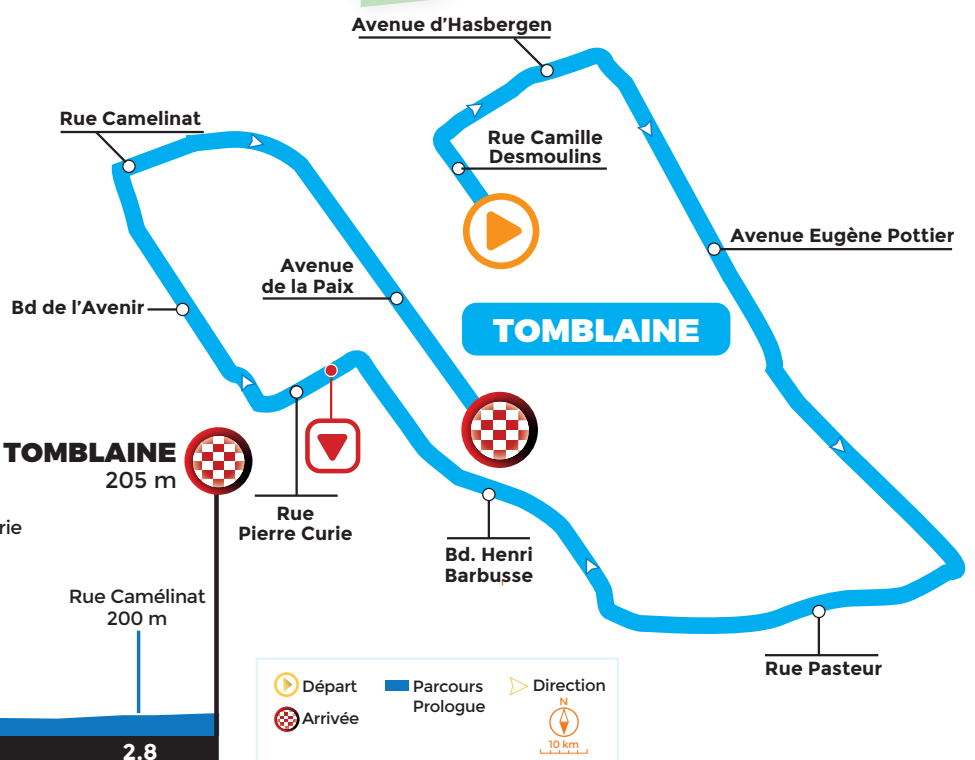 Avenue d'Hasbergen
Rue Camelinat
Rue Camille
Desmoulins
Avenue Eugène Pottier
Avenue
de la Paix
Bd de l'Avenir
TOMBLAINE
TOMBLAINE
205 m
Rue
Pierre Curie
rie
Bd. Henri
Barbusse
Rue Camélinat
200 m
Rue Pasteur
Départ
Parcours
Prologue
Direction
Arrivée
N
10 km
2,8